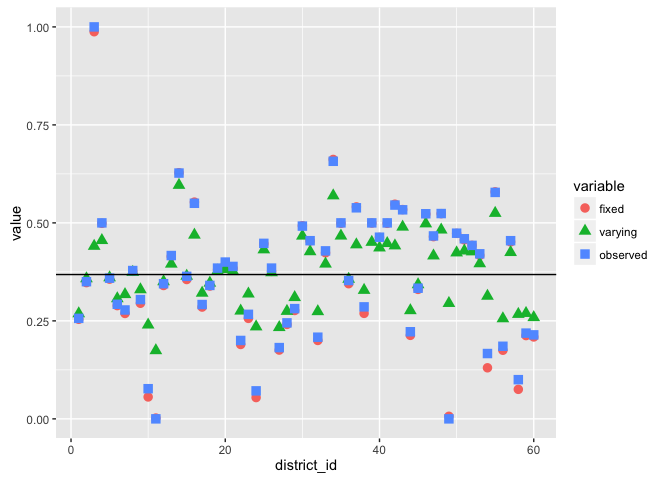 1.00
0.75
0.50
0.25
0.00
value
0
20
40
60
district_id
variable
fixed
varying
observed